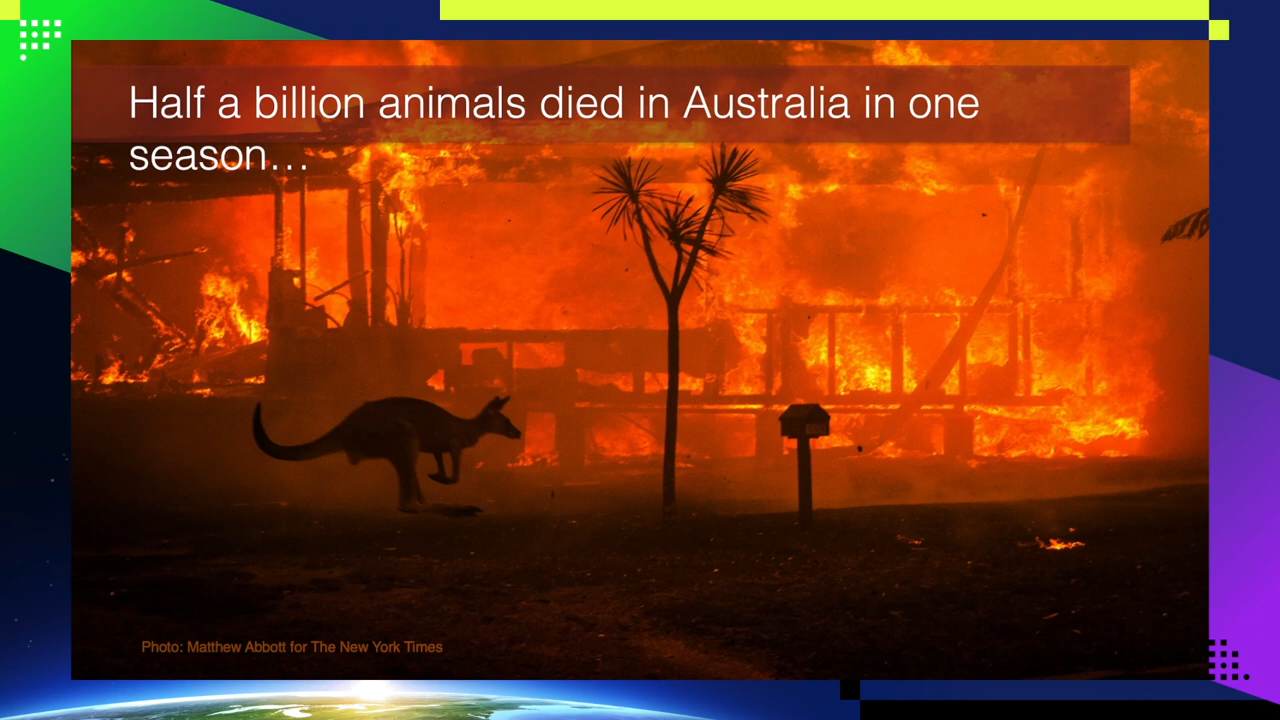 Half a billion animals died in Australia in one
season…
Photo: Matthew Abbott for The New York Times